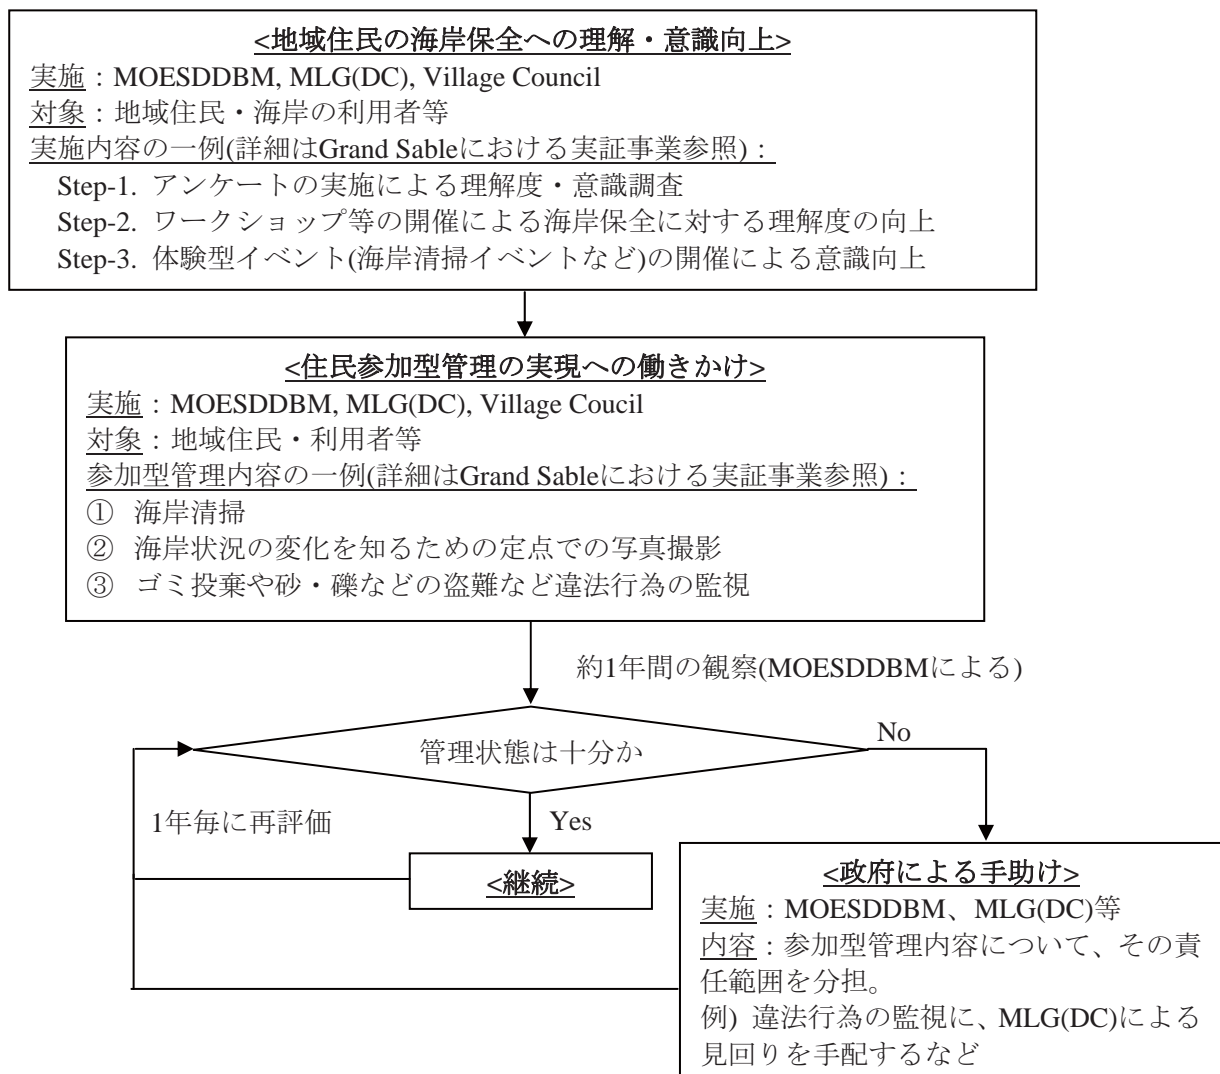 <地域住民の海岸保全への理解・意識向上>
実施：MOESDDBM, MLG(DC), Village Council
対象：地域住民・海岸の利用者等
実施内容の一例(詳細はGrand Sableにおける実証事業参照)：
Step-1. アンケートの実施による理解度・意識調査
Step-2. ワークショップ等の開催による海岸保全に対する理解度の向上
Step-3. 体験型イベント(海岸清掃イベントなど)の開催による意識向上
<住民参加型管理の実現への働きかけ>
実施：MOESDDBM, MLG(DC), Village Coucil
対象：地域住民・利用者等
参加型管理内容の一例(詳細はGrand Sableにおける実証事業参照)：
① 海岸清掃
② 海岸状況の変化を知るための定点での写真撮影
③ ゴミ投棄や砂・礫などの盗難など違法行為の監視
約1年間の観察(MOESDDBMによる)
管理状態は十分か
No
1年毎に再評価
Yes
<継続>
<政府による手助け>
実施：MOESDDBM、MLG(DC)等
内容：参加型管理内容について、その責
任範囲を分担。
例) 違法行為の監視に、MLG(DC)による
見回りを手配するなど